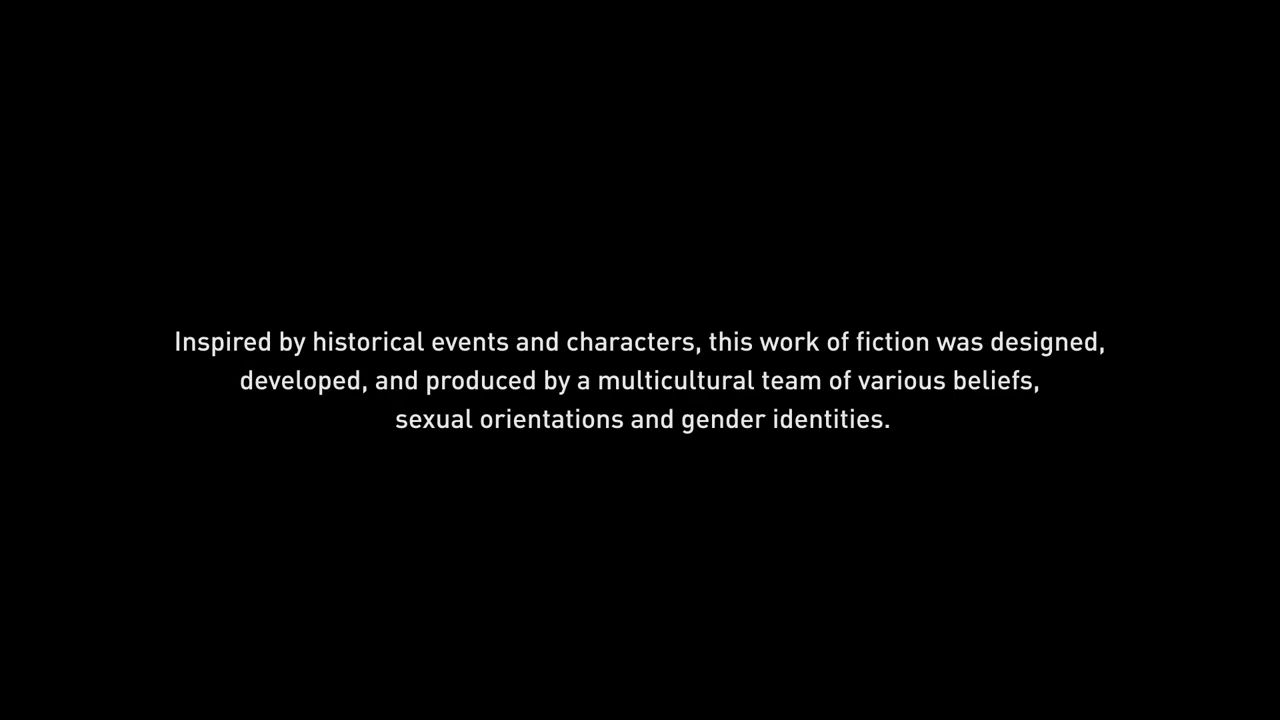 Inspired by historical events and characters, this work of fiction was designed,
developed, and produced by a multicultural team of various beliefs,
sexual orientations and gender identities.